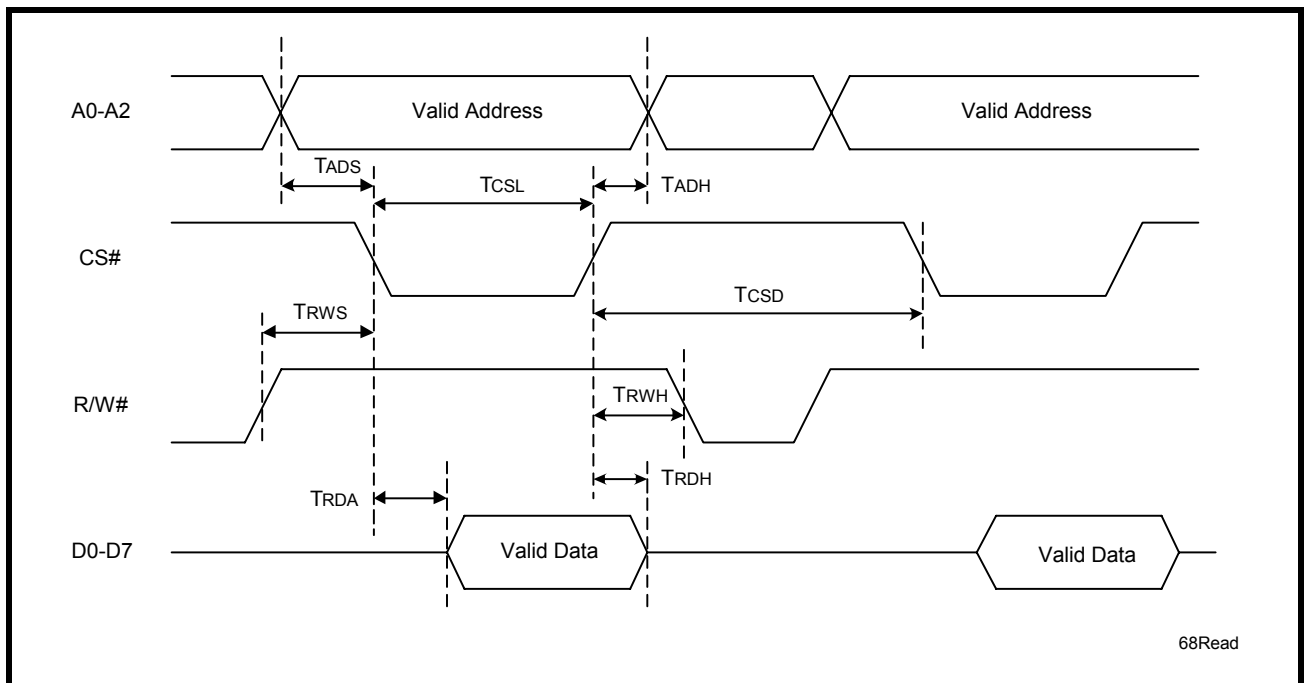 A0-A2
Valid Address
Valid Address
TADS
TCSL
TADH
CS#
TCSD
TRWS
R/W#
TRWH
TRDH
TRDA
D0-D7
Valid Data
Valid Data
68Read